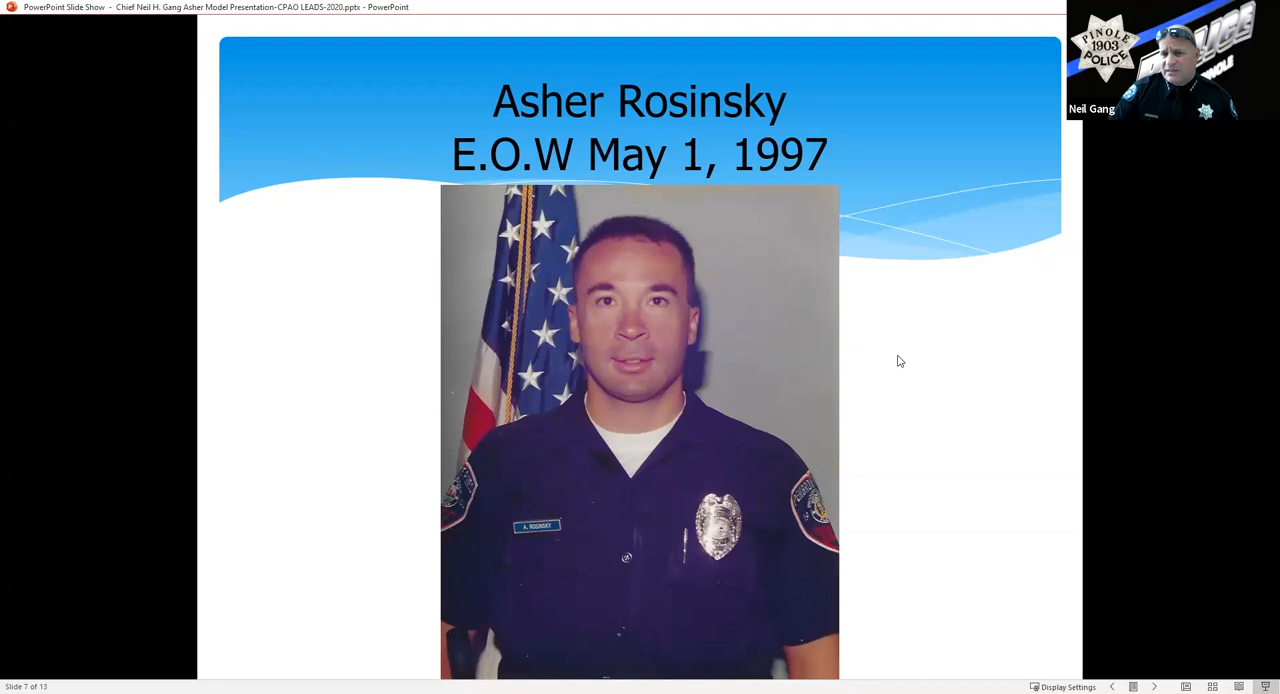 PowerPoint Slide Show - Chief Neil H. Gang Asher Model Presentation-CPAO LEADS-2020.pptx - PowerPoint
PINOLE
1903
POLICE
Neil Gang
Asher Rosinsky
E.O.W May 1, 1997
A. ROSINSKY
Slide 7 of 13
Display Settings